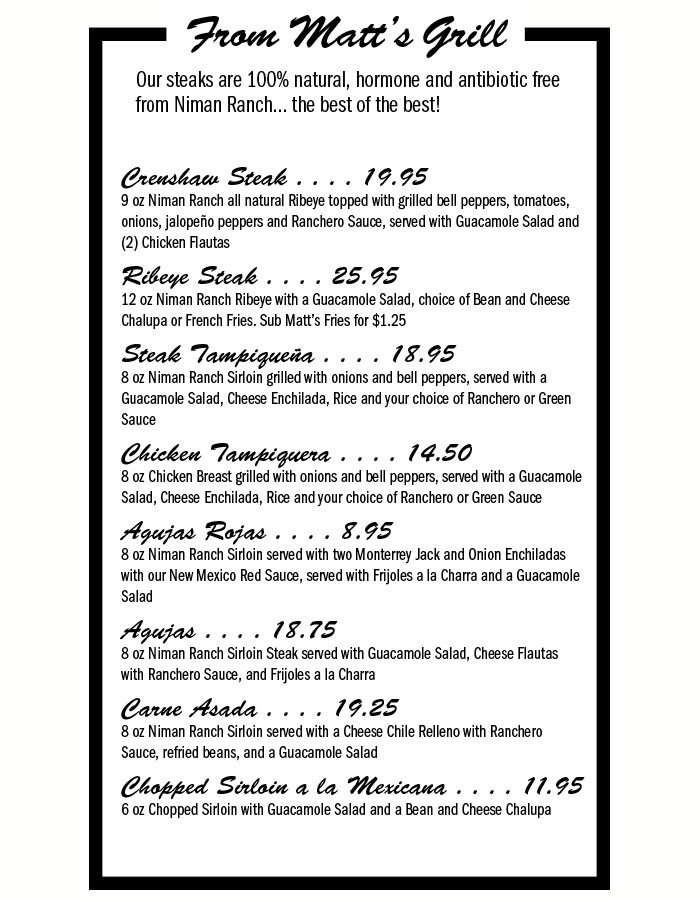 From Matt's Grill
Our steaks are 100% natural, hormone and antibiotic free
from Niman Ranch... the best of the best!
Crenshaw Steak . . . . 19.95
9 oz Niman Ranch all natural Ribeye topped with grilled bell peppers, tomatoes,
onions, jalopeño peppers and Ranchero Sauce, served with Guacamole Salad and
(2) Chicken Flautas
Ribeye Steak . . . . 25.95
12 oz Niman Ranch Ribeye with a Guacamole Salad, choice of Bean and Cheese
Chalupa or French Fries. Sub Matt's Fries for $1.25
Steak Tampiqueña . . . . 18.95
8 oz Niman Ranch Sirloin grilled with onions and bell peppers, served with a
Guacamole Salad, Cheese Enchilada, Rice and your choice of Ranchero or Green
Sauce
Chicken Tampiquera . . . . 14.50
8 oz Chicken Breast grilled with onions and bell peppers, served with a Guacamole
Salad, Cheese Enchilada, Rice and your choice of Ranchero or Green Sauce
Agujas Rojas . . . . 8.95
8 oz Niman Ranch Sirloin served with two Monterrey Jack and Onion Enchiladas
with our New Mexico Red Sauce, served with Frijoles a la Charra and a Guacamole
Salad
Agujas . . . . 18.75
8 oz Niman Ranch Sirloin Steak served with Guacamole Salad, Cheese Flautas
with Ranchero Sauce, and Frijoles a la Charra
Carne Asada . . . . 19.25
8 oz Niman Ranch Sirloin served with a Cheese Chile Relleno with Ranchero
Sauce, refried beans, and a Guacamole Salad
Chopped Sirloin a la Mexicana . . . . 11.95
6 oz Chopped Sirloin with Guacamole Salad and a Bean and Cheese Chalupa